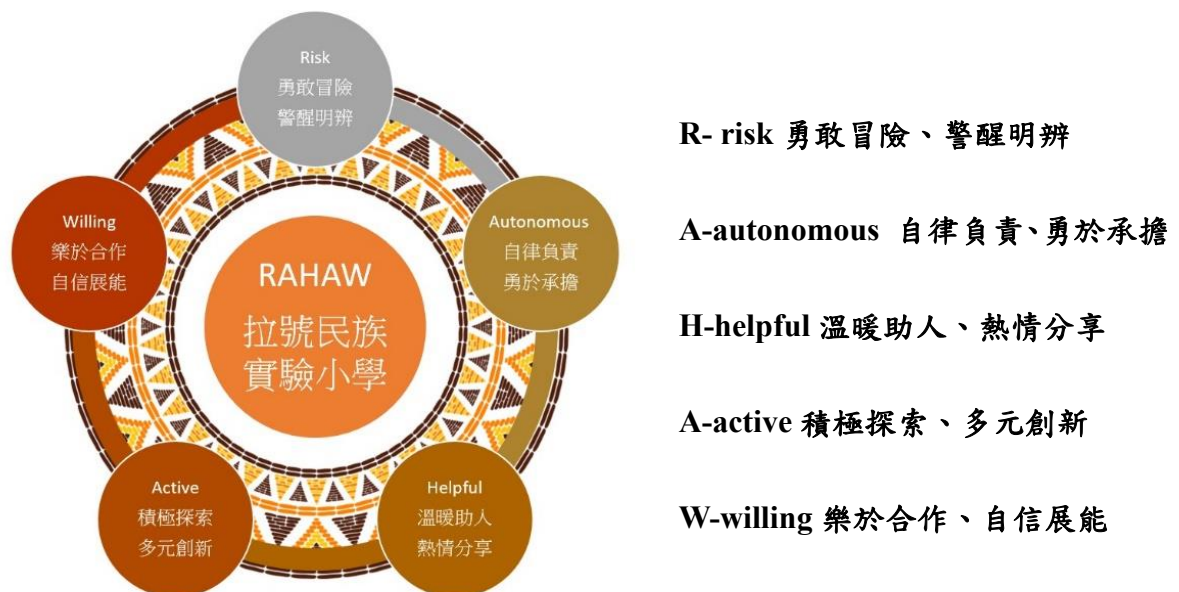 Risk
勇敢冒險
警醒明辨
Willing
樂於合作
自信展能
Autonomous
自律負責
勇於承擔
RAHAW
拉號民族
實驗小學
Active
積極探索
多元創新
Helpful
溫暖助人
熱情分享
R- risk 勇敢冒險、警醒明辨
A-autonomous 自律負責、勇於承擔
H-helpful 溫暖助人、熱情分享
A-active 積極探索、多元創新
W-willing 樂於合作、自信展能